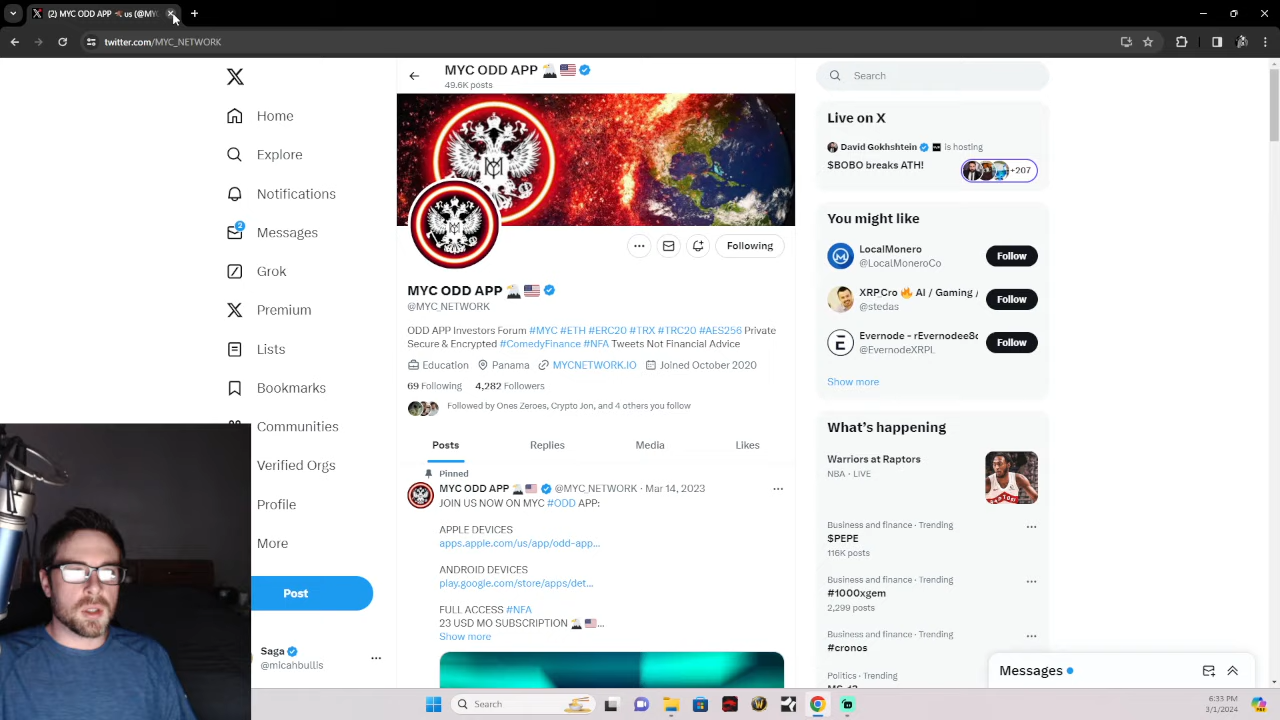 (2) MYC ODD APP us (@MY
twitter.com/MYC_NETWORK
MYC ODD APP
49.6K posts
Home
Explore
Notifications
2
Messages
Grok
Premium
Lists
Bookmarks
Communities
Verified Orgs
Profile
More
Post
Saga
@micahbullis
Following
MYC ODD APP
@MYC_NETWORK
ODD APP Investors Forum #MYC #ETH #ERC20 #TRX #TRC20 #AES256 Private
Secure & Encrypted #ComedyFinance #NFA Tweets Not Financial Advice
Education Panama MYCNETWORK.IO Joined October 2020
69 Following 4,282 Followers
Followed by Ones Zeroes, Crypto Jon, and 4 others you follow
Posts Replies Media Likes
Pinned
MYC ODD APP @MYC_NETWORK · Mar 14, 2023
JOIN US NOW ON MYC #ODD APP:
APPLE DEVICES
apps.apple.com/us/app/odd-app...
ANDROID DEVICES
play.google.com/store/apps/det...
FULL ACCESS #NFA
23 USD MO SUBSCRIPTION ...
Show more
Search
Live on X
David Gokhshtein is hosting
$BOBO breaks ATH!
+207
You might like
LocalMonero
@LocalMoneroCo
Follow
XRPcro AI / Gaming /
@stedas
Follow
Evernode - rEvernodeeBc
@EvernodeXRPL
Follow
Show more
What's happening
Warriors at Raptors
NBA · LIVE
Business and finance · Trending
$PEPE
116K posts
Business and finance · Trending
#1000xgem
2,299 posts
Business and finance · Trending
#cronos
Politics · Trending
Messages
Search
6:35 PM
3/1/2024